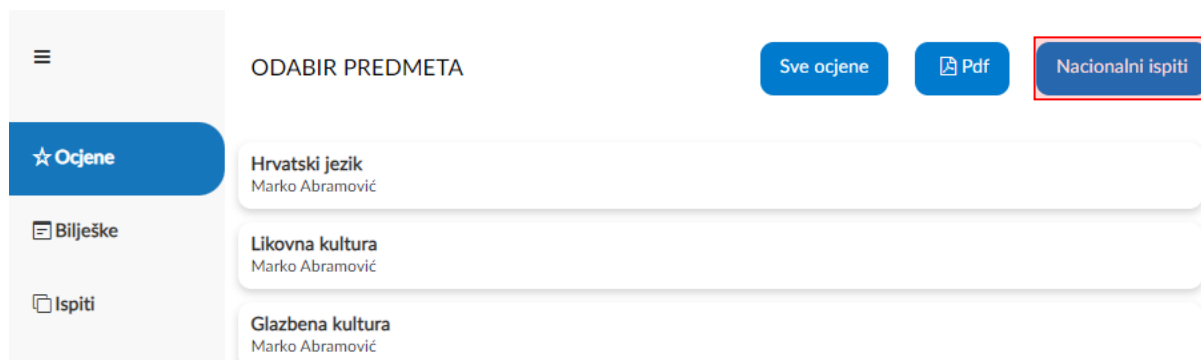 ODABIR PREDMETA
Sve ocjene
Pdf
Nacionalni ispiti
Ocjene
Bilješke
Ispiti
Hrvatski jezik
Marko Abramović
Likovna kultura
Marko Abramović
Glazbena kultura
Marko Abramović